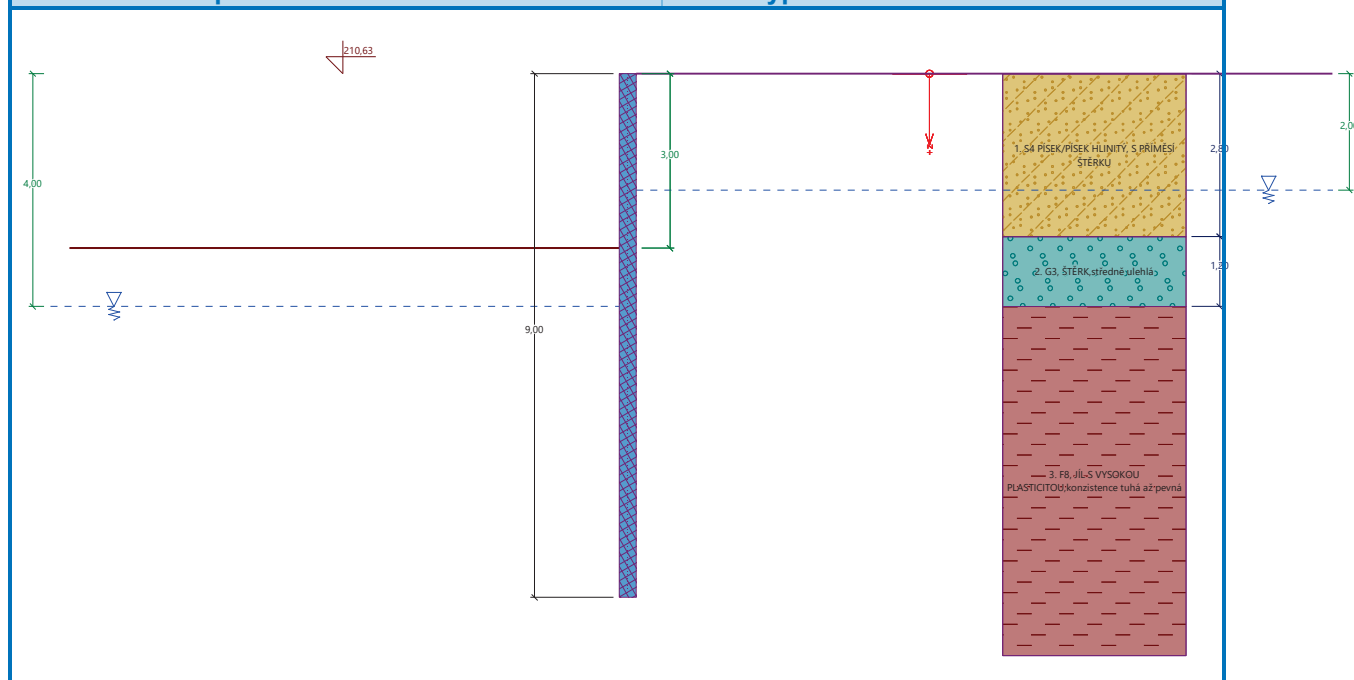 210,63
3,00
2,00
1. S4 PÍSEK/PÍSEK HLINITÝ, S PŘÍMĚSÍ
ŠTĚRKU
2,80
4,00
2. G3, ŠTĚRK,středně ulehlá
1,20
9,00
3. F8, JÍL S VYSOKOU
PLASTICITOU,konzistence tuhá až pevná